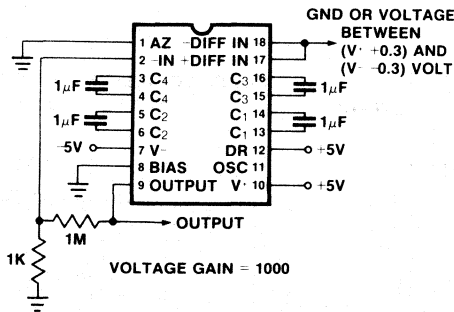 GND OR VOLTAGE
BETWEEN
(V+ +0.3) AND
(V- -0.3) VOLT
1 AZ -DIFF IN 18
2 -IN +DIFF IN 17
1μF 3 C4 C3 16 1μF
4 C4 C3 15
1μF 5 C2 C1 14 1μF
6 C2 C1 13
-5V 7 V- DR 12 +5V
8 BIAS OSC 11
9 OUTPUT V+ 10 +5V
OUTPUT
1M
1K
VOLTAGE GAIN = 1000